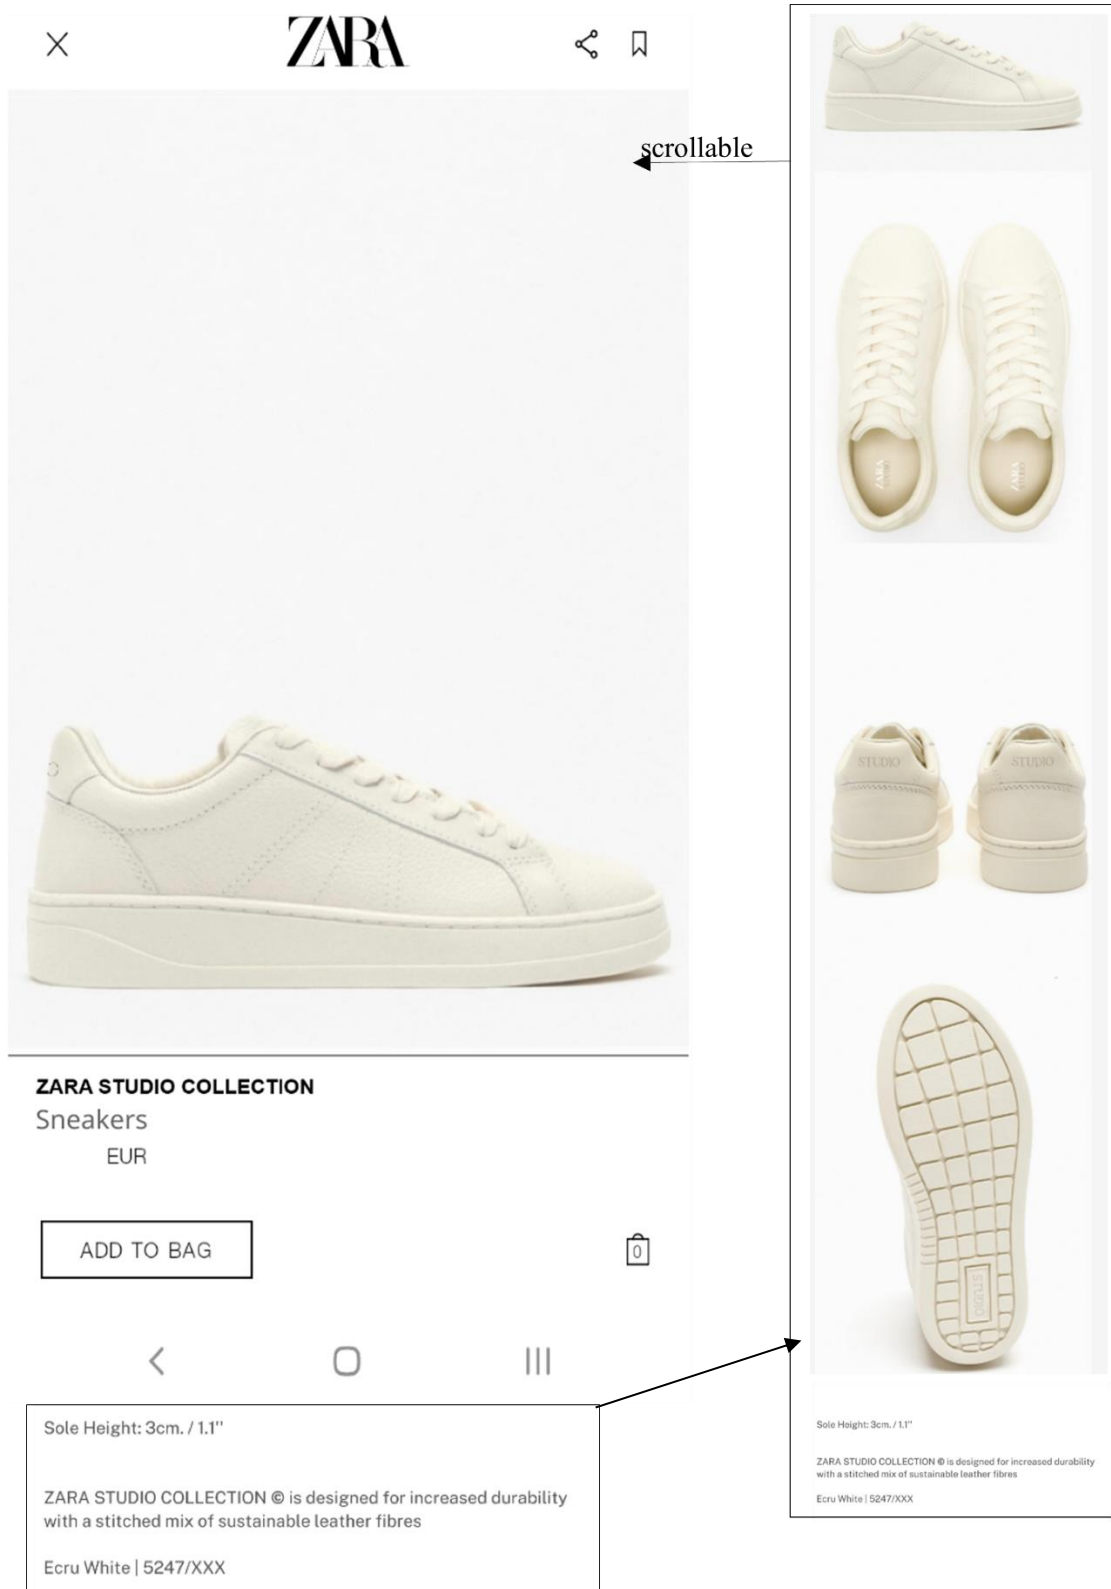 ZARA
scrollable
ZARA STUDIO COLLECTION
Sneakers
EUR
ADD TO BAG
0
Sole Height: 3cm. / 1.1''
ZARA STUDIO COLLECTION © is designed for increased durability
with a stitched mix of sustainable leather fibres
Ecru White | 5247/XXX
ZARA
STUDIO
ZARA
STUDIO
STUDIO
STUDIO
STUDIO
Sole Height: 3cm. / 1.1''
ZARA STUDIO COLLECTION © is designed for increased durability
with a stitched mix of sustainable leather fibres
Ecru White | 5247/XXX